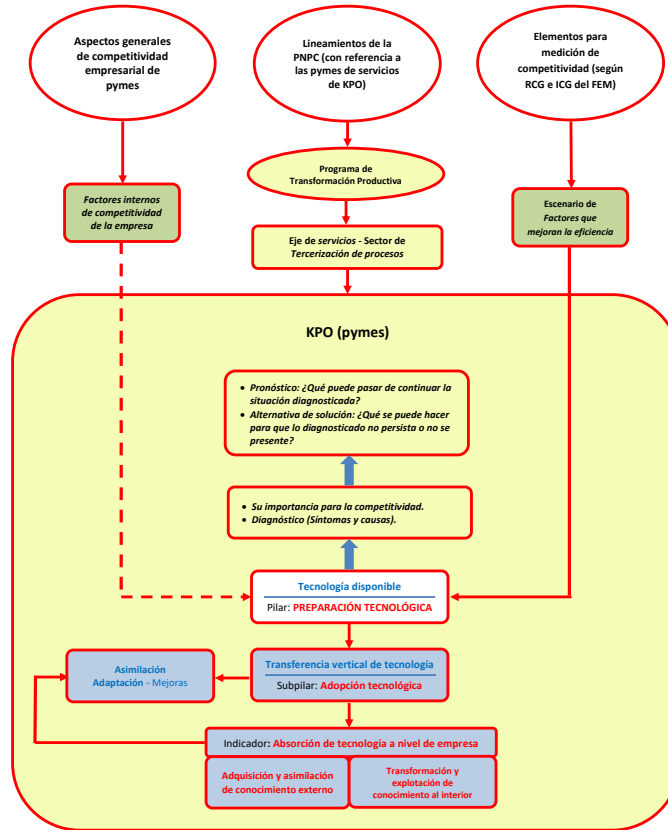 Aspectos generales
de competitividad
empresarial de
pymes
Lineamientos de la
PNPC (con referencia a
las pymes de servicios
de KPO)
Elementos para
medición de
competitividad (según
RCG e ICG del FEM)
Programa de
Transformación Productiva
Factores internos
de competitividad
de la empresa
Escenario de
Factores que
mejoran la eficiencia
Eje de servicios - Sector de
Tercerización de procesos
KPO (pymes)
• Pronóstico: ¿Qué puede pasar de continuar la
situación diagnosticada?
• Alternativa de solución: ¿Qué se puede hacer
para que lo diagnosticado no persista o no se
presente?
• Su importancia para la competitividad.
• Diagnóstico (Síntomas y causas).
Tecnología disponible
Pilar: PREPARACIÓN TECNOLÓGICA
Asimilación
Adaptación - Mejoras
Transferencia vertical de tecnología
Subpilar: Adopción tecnológica
Indicador: Absorción de tecnología a nivel de empresa
Adquisición y asimilación
de conocimiento externo
Transformación y
explotación de
conocimiento al interior